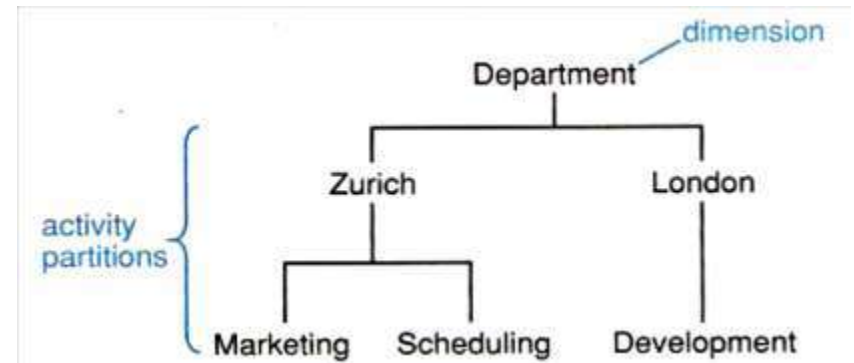 dimension
Department
Zurich London
activity
partitions
Marketing Scheduling Development